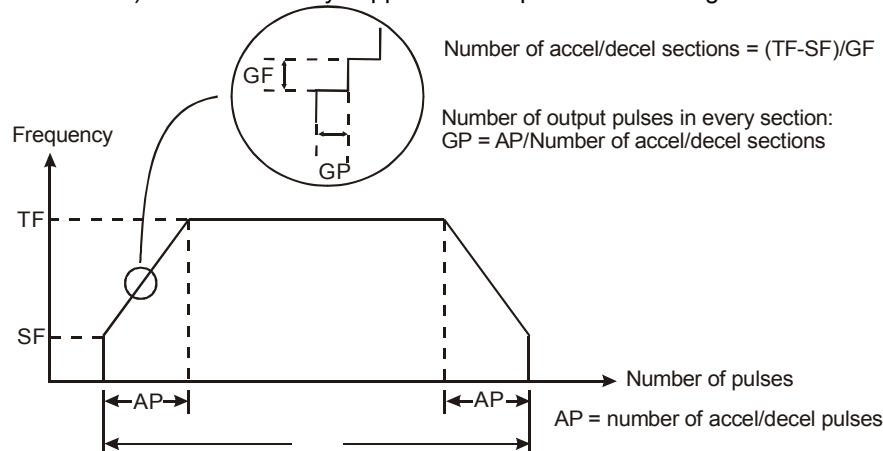 Number of accel/decel sections = (TF-SF)/GF
GF
Number of output pulses in every section:
GP = AP/Number of accel/decel sections
Frequency
GP
TF
SF
Number of pulses
AP
AP
AP = number of accel/decel pulses